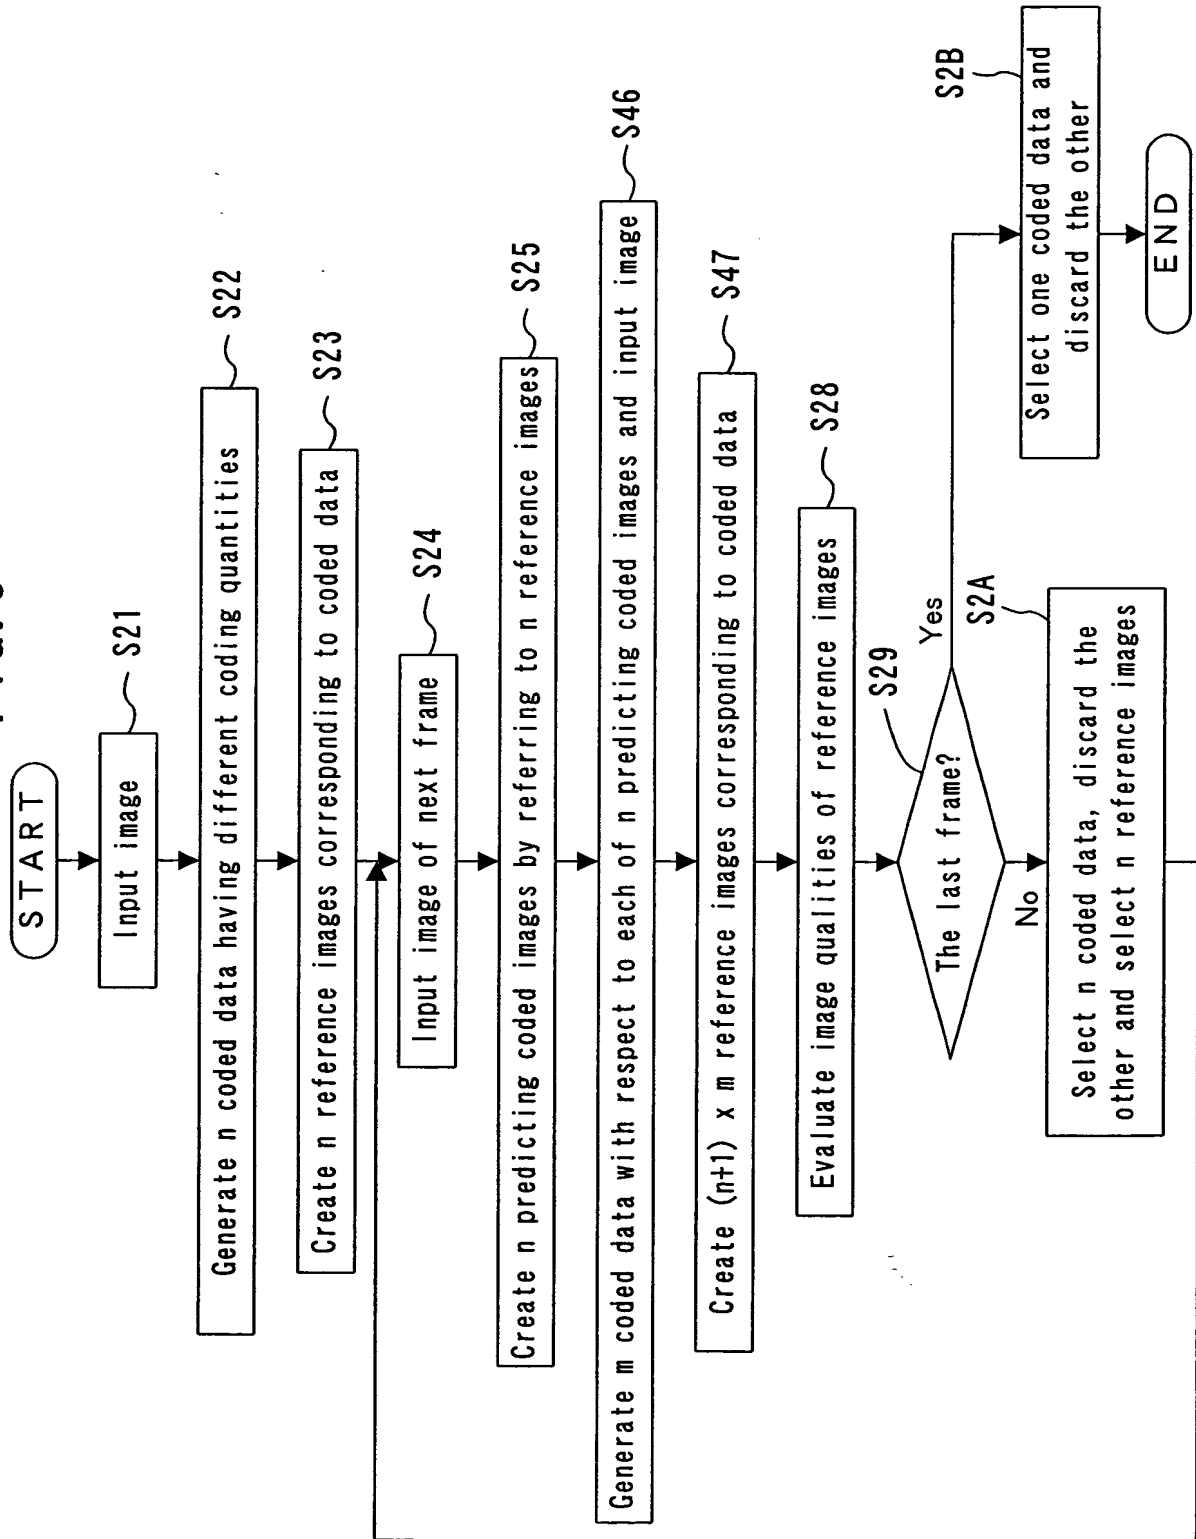 START
Input image
S21
Generate n coded data having different coding quantities
S22
Create n reference images corresponding to coded data
S23
Input image of next frame
S24
Create n predicting coded images by referring to n reference images
S25
Generate m coded data with respect to each of n predicting coded images and input image
S46
Create (n+1) x m reference images corresponding to coded data
S47
Evaluate image qualities of reference images
S28
The last frame?
S29
Yes
No
Select n coded data, discard the
other and select n reference images
S2A
Select one coded data and
discard the other
S2B
END